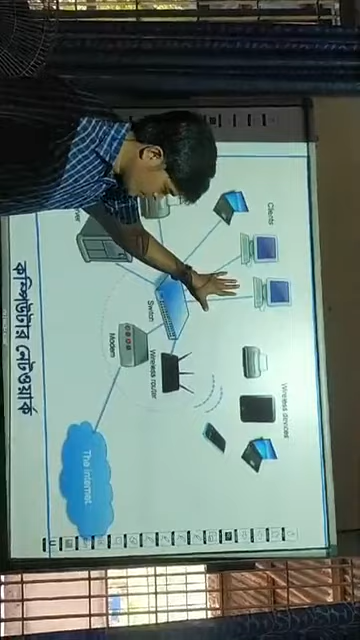 Clients
Switch
Wireless devices
Wireless router
Modem
The internet
কম্পিউটার নেটওয়ার্ক